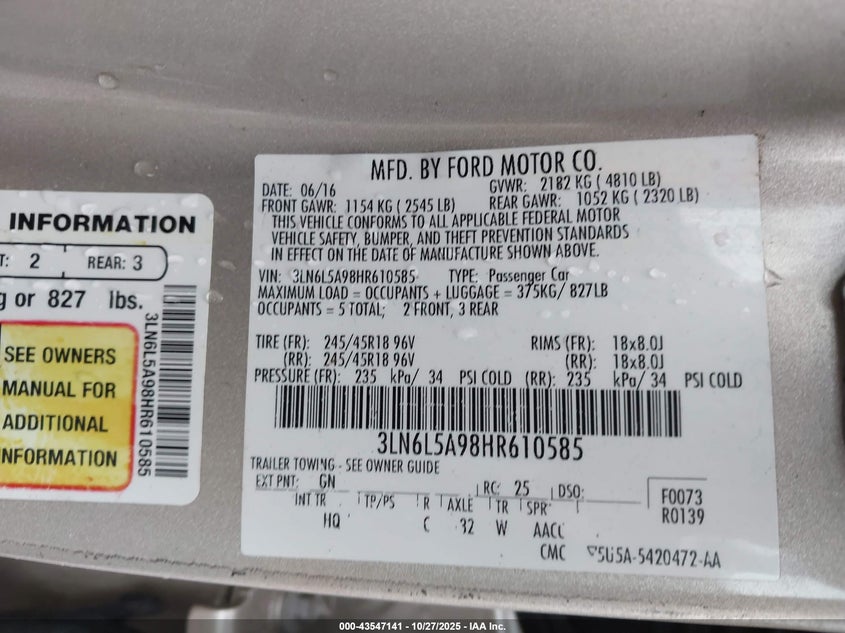 INFORMATION
T: 2 REAR: 3
g or 827 lbs.
SEE OWNERS
MANUAL FOR
ADDITIONAL
INFORMATION
3LN6L5A98HR610585
MFD. BY FORD MOTOR CO.
DATE: 06/16 GVWR: 2182 KG ( 4810 LB)
FRONT GAWR: 1154 KG ( 2545 LB) REAR GAWR: 1052 KG ( 2320 LB)
THIS VEHICLE CONFORMS TO ALL APPLICABLE FEDERAL MOTOR
VEHICLE SAFETY, BUMPER, AND THEFT PREVENTION STANDARDS
IN EFFECT ON THE DATE OF MANUFACTURE SHOWN ABOVE.
VIN: 3LN6L5A98HR610585 TYPE: Passenger Car
MAXIMUM LOAD = OCCUPANTS + LUGGAGE = 375KG/ 827LB
OCCUPANTS = 5 TOTAL; 2 FRONT, 3 REAR
TIRE (FR): 245/45R18 96V RIMS (FR): 18x8.0J
(RR): 245/45R18 96V (RR): 18x8.0J
PRESSURE (FR): 235 kPa/ 34 PSI COLD (RR): 235 kPa/ 34 PSI COLD
3LN6L5A98HR610585
TRAILER TOWING - SEE OWNER GUIDE
EXT PNT: GN RC: 25 DSO: F0073
INT TR TP/PS R AXLE TR SPR R0139
HQ C 32 W AACC
CMC 5U5A-5420472-AA
000-43547141 - 10/27/2025 - IAA Inc.